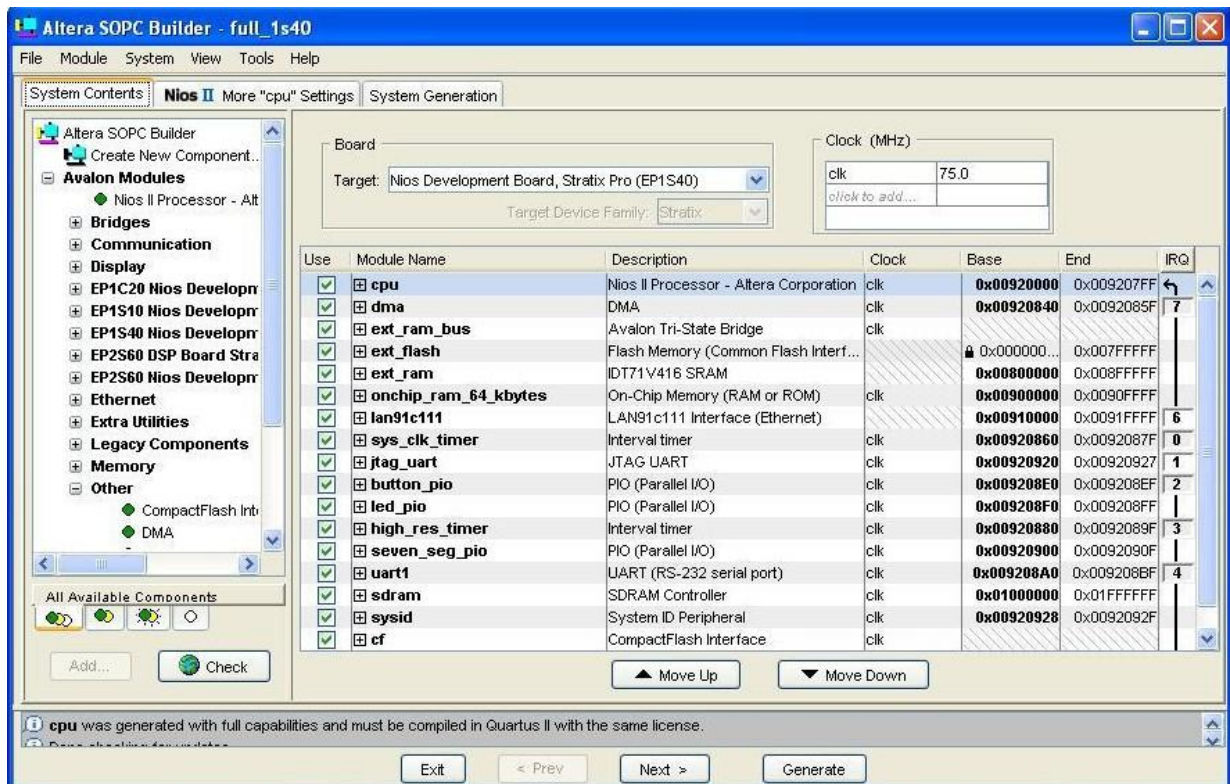 Altera SOPC Builder - full_1s40
File Module System View Tools Help
System Contents Nios II More "cpu" Settings System Generation
Altera SOPC Builder
Create New Component..
Avalon Modules
Nios II Processor - Alt
Bridges
Communication
Display
EP1C20 Nios Developm
EP1S10 Nios Developm
EP1S40 Nios Developm
EP2S60 DSP Board Stra
EP2S60 Nios Developm
Ethernet
Extra Utilities
Legacy Components
Memory
Other
CompactFlash Int
DMA
All Available Components
Add... Check
Board
Target: Nios Development Board, Stratix Pro (EP1S40)
Target Device Family: Stratix
Clock (MHz)
clk 75.0
click to add...
Use Module Name Description Clock Base End IRQ
cpu Nios II Processor - Altera Corporation clk 0x00920000 0x009207FF
dma DMA clk 0x00920840 0x0092085F 7
ext_ram_bus Avalon Tri-State Bridge clk
ext_flash Flash Memory (Common Flash Interf... 0x000000... 0x007FFFFF
ext_ram IDT71V416 SRAM 0x00800000 0x008FFFFF
onchip_ram_64_kbytes On-Chip Memory (RAM or ROM) clk 0x00900000 0x0090FFFF
lan91c111 LAN91c111 Interface (Ethernet) 0x00910000 0x0091FFFF 6
sys_clk_timer Interval timer clk 0x00920860 0x0092087F 0
jtag_uart JTAG UART clk 0x00920920 0x00920927 1
button_pio PIO (Parallel I/O) clk 0x009208E0 0x009208EF 2
led_pio PIO (Parallel I/O) clk 0x009208F0 0x009208FF
high_res_timer Interval timer clk 0x00920880 0x0092089F 3
seven_seg_pio PIO (Parallel I/O) clk 0x00920900 0x0092090F
uart1 UART (RS-232 serial port) clk 0x009208A0 0x009208BF 4
sdram SDRAM Controller clk 0x01000000 0x01FFFFFF
sysid System ID Peripheral clk 0x00920928 0x0092092F
cf CompactFlash Interface clk
Move Up Move Down
cpu was generated with full capabilities and must be compiled in Quartus II with the same license.
Done checking for updates
Exit < Prev Next > Generate